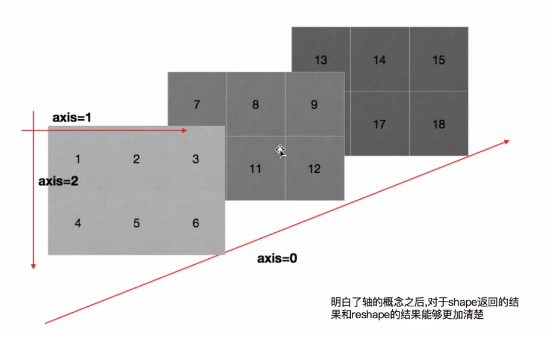 13 14 15
7 8 9
axis=1
17 18
1 2 3
11 12
axis=2
4 5 6
axis=0
明白了轴的概念之后,对于shape返回的结
果和reshape的结果能够更加清楚